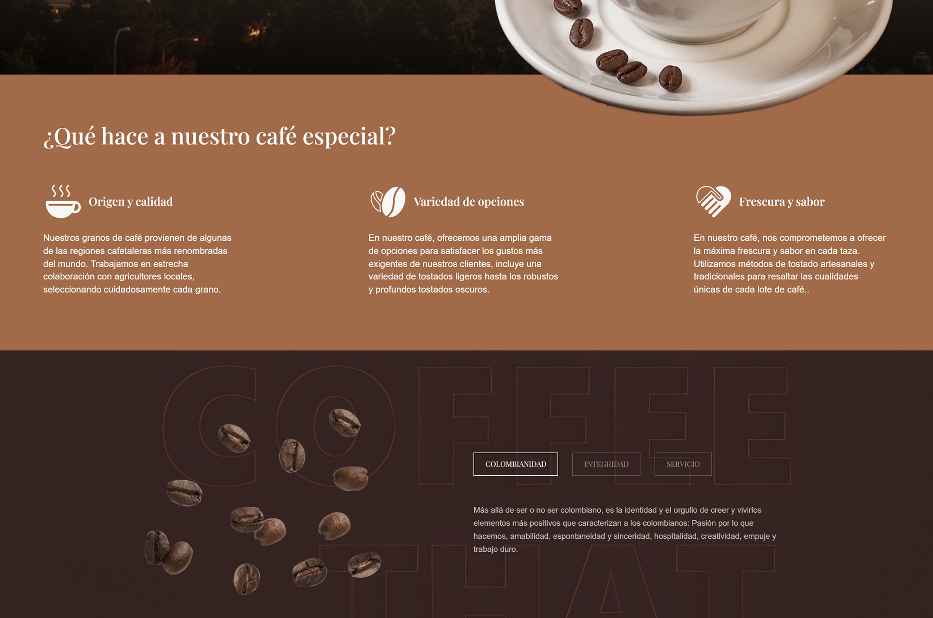 ¿Qué hace a nuestro café especial?
Origen y calidad
Nuestros granos de café provienen de algunas
de las regiones cafetaleras más renombradas
del mundo. Trabajamos en estrecha
colaboración con agricultores locales,
seleccionando cuidadosamente cada grano.
Variedad de opciones
En nuestro café, ofrecemos una amplia gama
de opciones para satisfacer los gustos más
exigentes de nuestros clientes, incluye una
variedad de tostados ligeros hasta los robustos
y profundos tostados oscuros.
Frescura y sabor
En nuestro café, nos comprometemos a ofrecer
la máxima frescura y sabor en cada taza.
Utilizamos métodos de tostado artesanales y
tradicionales para resaltar las cualidades
únicas de cada lote de café..
COFFEE
THAT
COLOMBIANIDAD
INTEGRIDAD
SERVICIO
Más allá de ser o no ser colombiano, es la identidad y el orgullo de creer y vivirlos
elementos más positivos que caracterizan a los colombianos: Pasión por lo que
hacemos, amabilidad, espontaneidad y sinceridad, hospitalidad, creatividad, empuje y
trabajo duro.